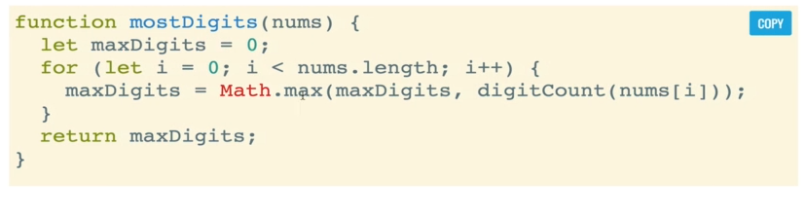 function mostDigits(nums) {
COPY
  let maxDigits = 0;
  for (let i = 0; i < nums.length; i++) {
    maxDigits = Math.max(maxDigits, digitCount(nums[i]));
  }
  return maxDigits;
}